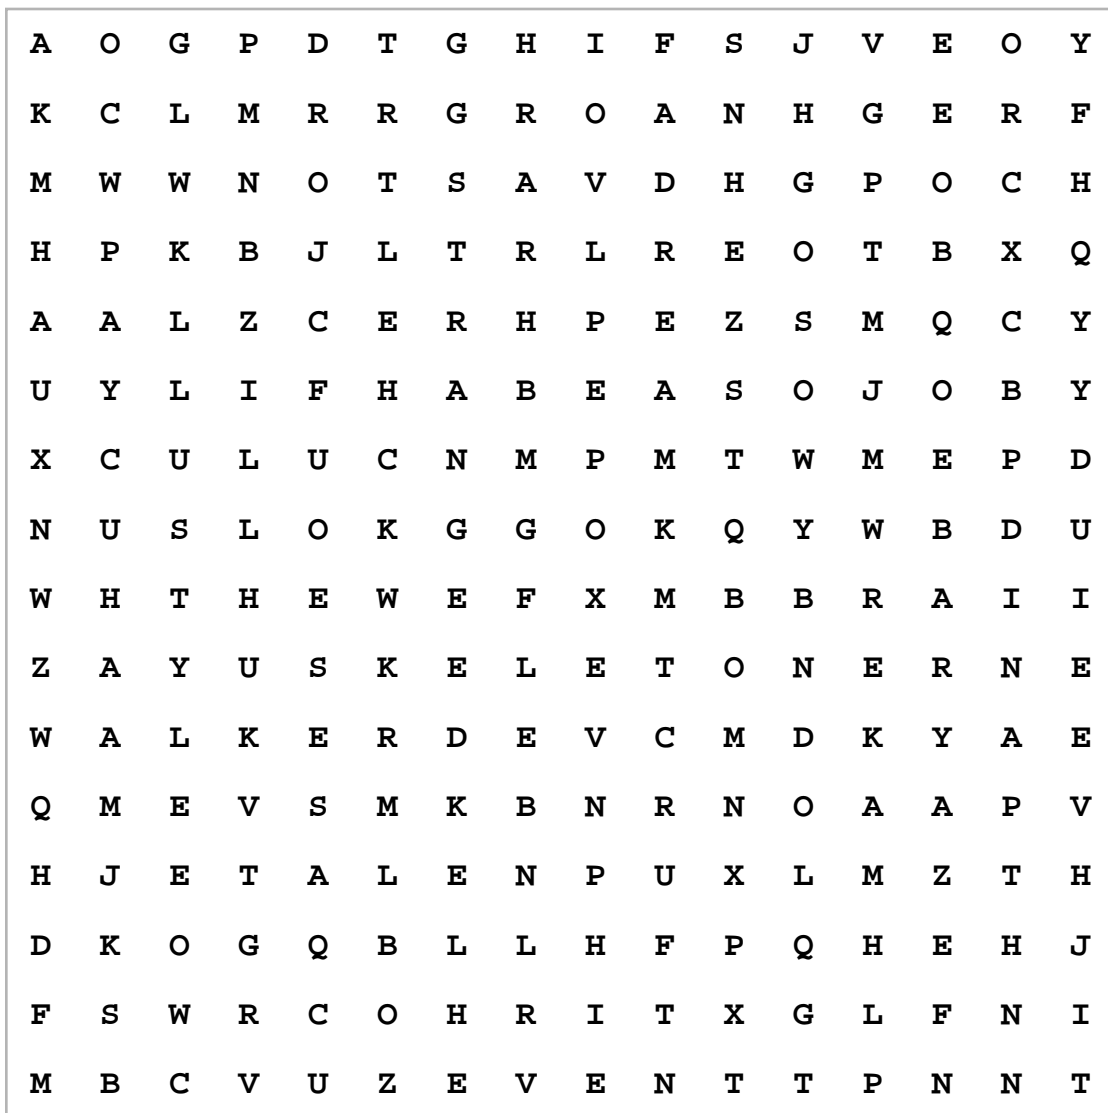 A O G P D T G H I F S J V E O Y
K C L M R R G R O A N H G E R F
M W W N O T S A V D H G P O C H
H P K B J L T R L R E O T B X Q
A A L Z C E R H P E Z S M Q C Y
U Y L I F H A B E A S O J O B Y
X C U L U C N M P M T W M E P D
N U S L O K G G O K Q Y W B D U
W H T H E W E F X M B B R A I I
Z A Y U S K E L E T O N E R N E
W A L K E R D E V C M D K Y A E
Q M E V S M K B N R N O A A P V
H J E T A L E N P U X L M Z T H
D K O G Q B L L H F P Q H E H J
F S W R C O H R I T X G L F N I
M B C V U Z E V E N T T P N N T